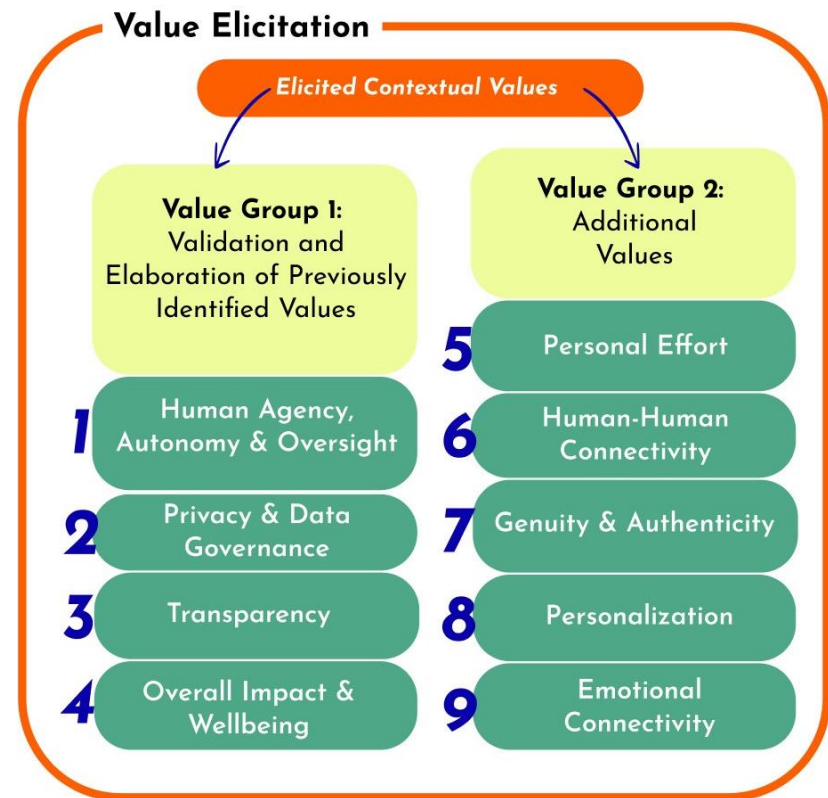 Value Elicitation
Elicited Contextual Values
Value Group 1:
Validation and
Elaboration of Previously
Identified Values
1
Human Agency,
Autonomy & Oversight
2
Privacy & Data
Governance
3
Transparency
4
Overall Impact &
Wellbeing
Value Group 2:
Additional
Values
5
Personal Effort
6
Human-Human
Connectivity
7
Genuity & Authenticity
8
Personalization
9
Emotional
Connectivity